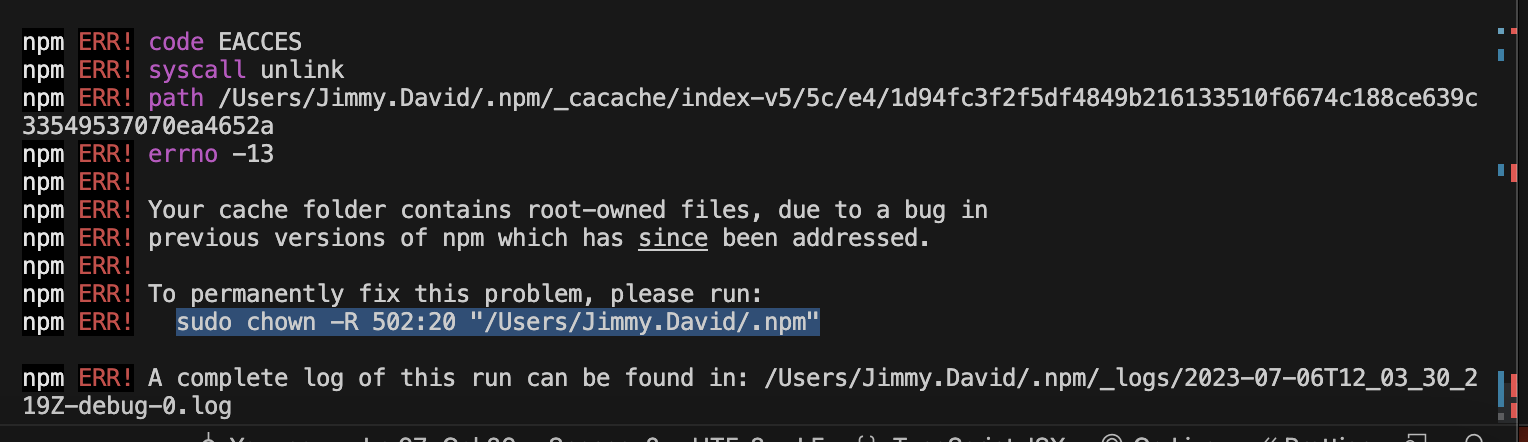 npm ERR! code EACCES
npm ERR! syscall unlink
npm ERR! path /Users/Jimmy.David/.npm/_cacache/index-v5/5c/e4/1d94fc3f2f5df4849b216133510f6674c188ce639c
33549537070ea4652a
npm ERR! errno -13
npm ERR!
npm ERR! Your cache folder contains root-owned files, due to a bug in
npm ERR! previous versions of npm which has since been addressed.
npm ERR!
npm ERR! To permanently fix this problem, please run:
npm ERR!   sudo chown -R 502:20 "/Users/Jimmy.David/.npm"
npm ERR! A complete log of this run can be found in: /Users/Jimmy.David/.npm/_logs/2023-07-06T12_03_30_2
19Z-debug-0.log